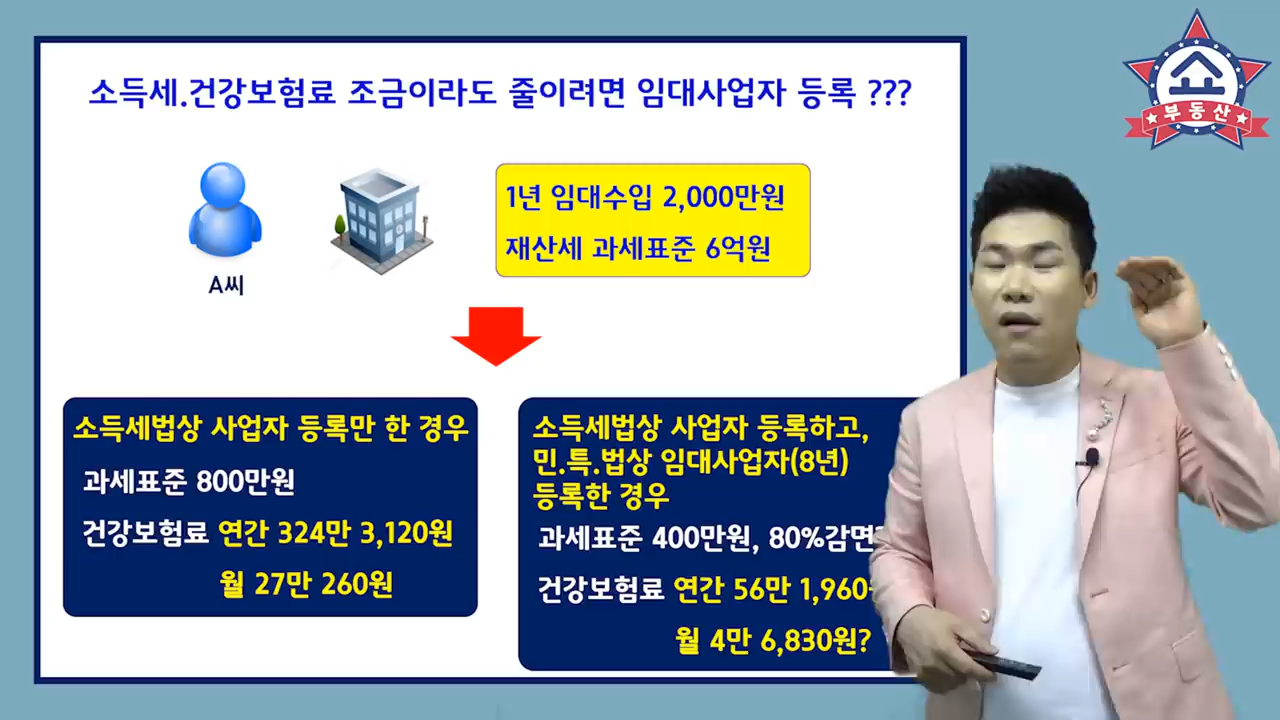 소득세.건강보험료 조금이라도 줄이려면 임대사업자 등록 ???
부동산
1년 임대수입 2,000만원
재산세 과세표준 6억원
A씨
소득세법상 사업자 등록만 한 경우
과세표준 800만원
건강보험료 연간 324만 3,120원
월 27만 260원
소득세법상 사업자 등록하고,
민.특.법상 임대사업자(8년)
등록한 경우
과세표준 400만원, 80%감면
건강보험료 연간 56만 1,960
월 4만 6,830원?